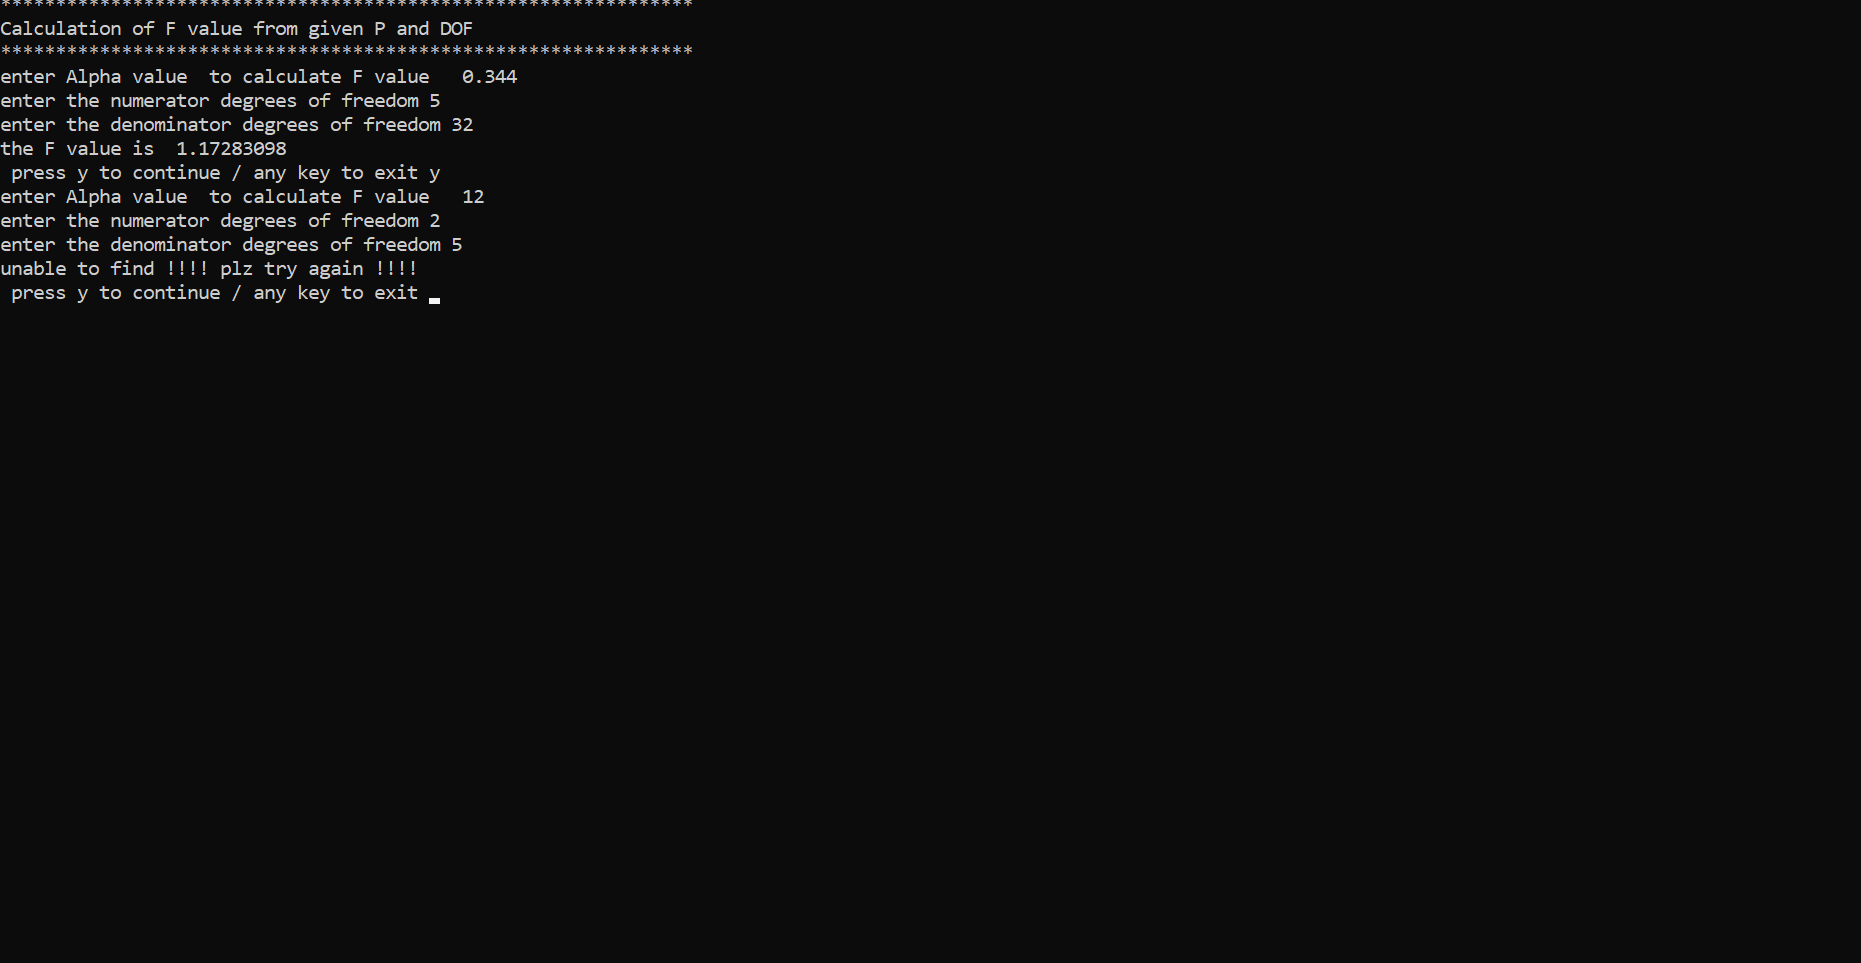 ***************************************************************
Calculation of F value from given P and DOF
***************************************************************
enter Alpha value  to calculate F value   0.344
enter the numerator degrees of freedom 5
enter the denominator degrees of freedom 32
the F value is  1.17283098
 press y to continue / any key to exit y
enter Alpha value  to calculate F value   12
enter the numerator degrees of freedom 2
enter the denominator degrees of freedom 5
unable to find !!!! plz try again !!!!
 press y to continue / any key to exit